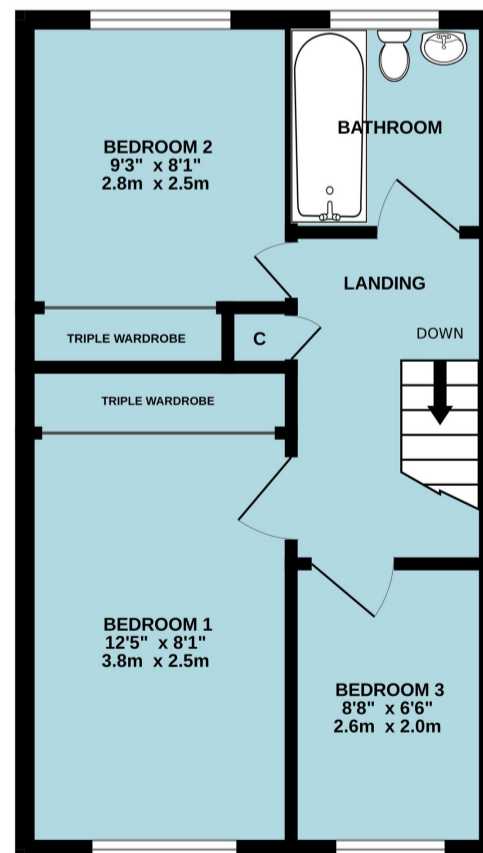 BEDROOM 2
9'3" x 8'1"
2.8m x 2.5m
BATHROOM
LANDING
TRIPLE WARDROBE
C
DOWN
TRIPLE WARDROBE
BEDROOM 1
12'5" x 8'1"
3.8m x 2.5m
BEDROOM 3
8'8" x 6'6"
2.6m x 2.0m